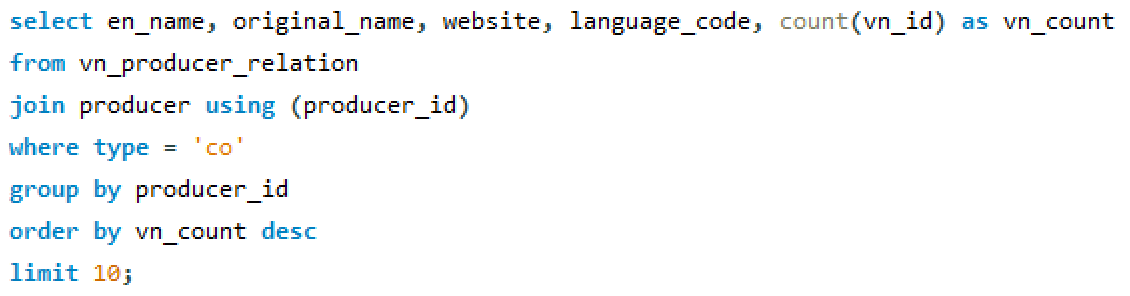 select en_name, original_name, website, language_code, count(vn_id) as vn_count
from vn_producer_relation
join producer using (producer_id)
where type = 'co'
group by producer_id
order by vn_count desc
limit 10;